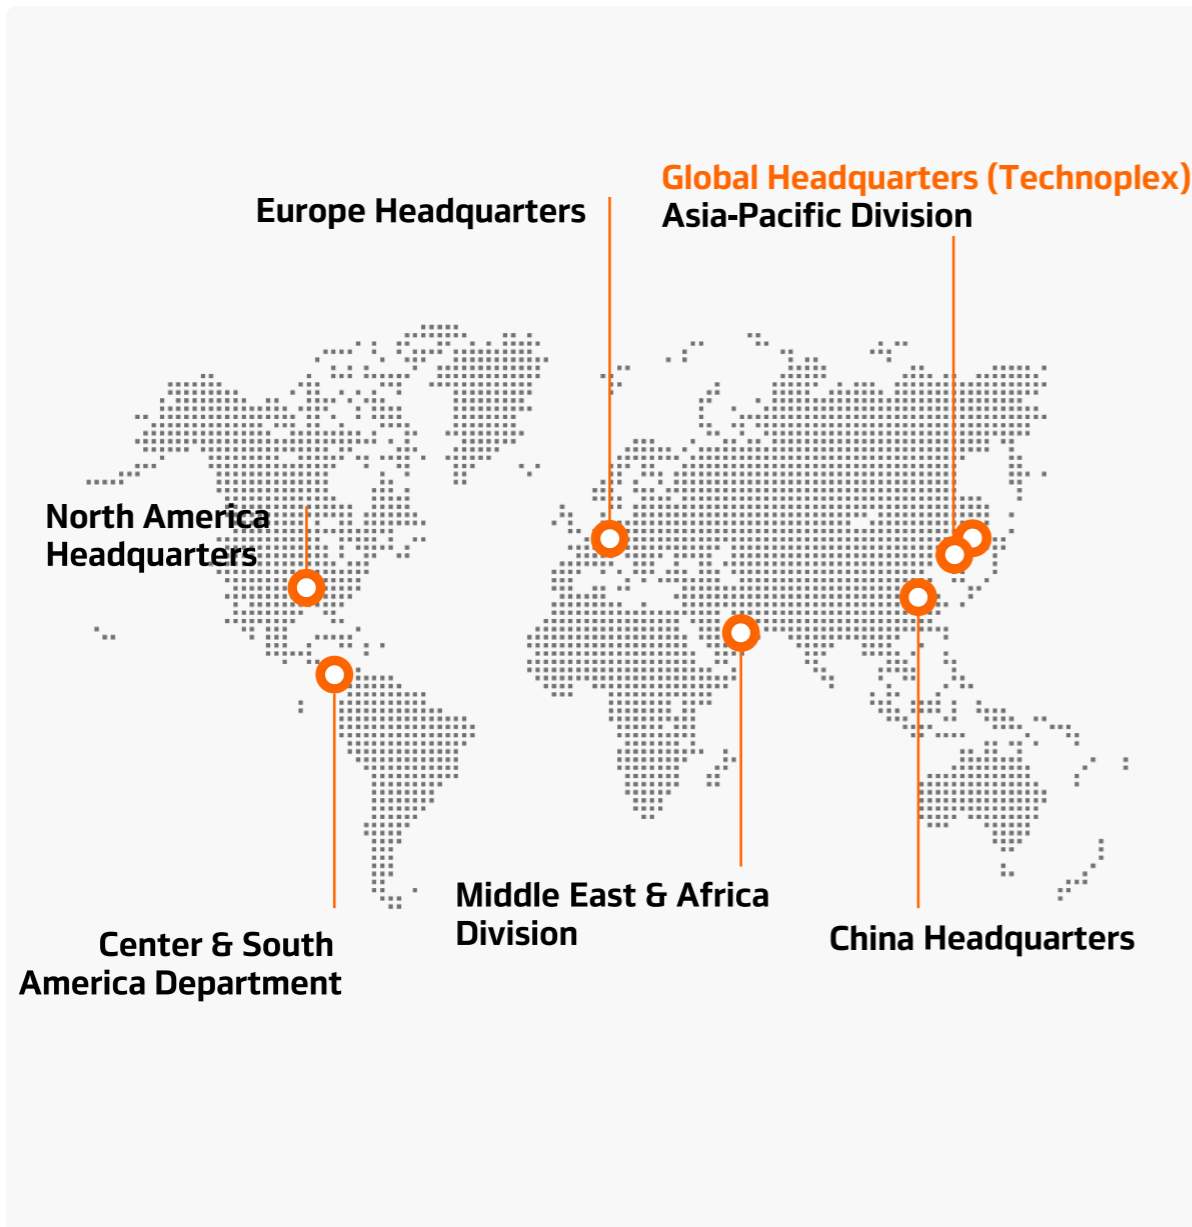 Global Headquarters (Technoplex)
Europe Headquarters
Asia-Pacific Division
North America
Headquarters
Middle East & Africa
Division
China Headquarters
Center & South
America Department